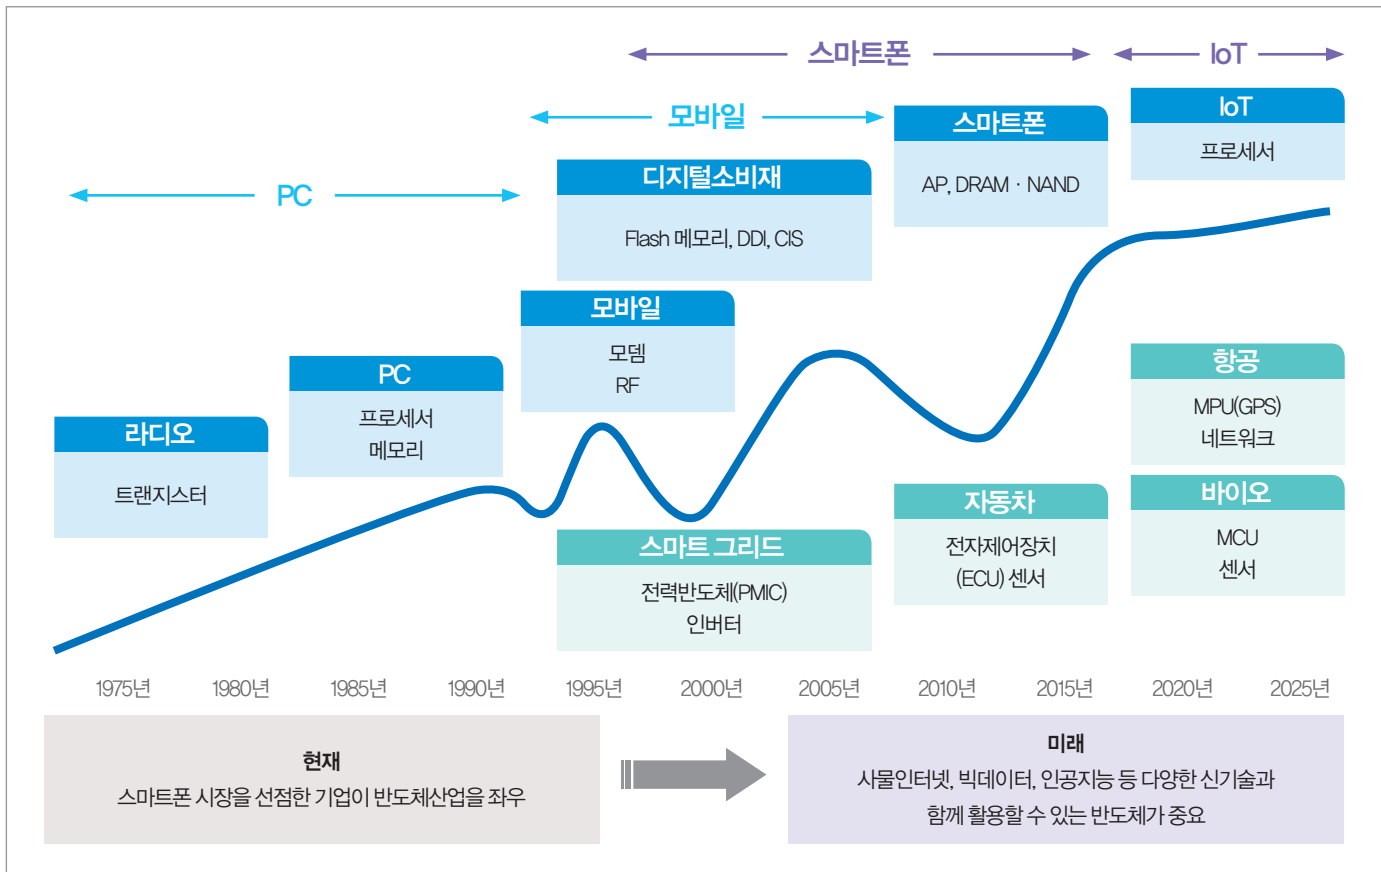 스마트폰
IoT
모바일
PC
IoT
프로세서
스마트폰
AP, DRAM · NAND
디지털소비재
Flash 메모리, DDI, CIS
모바일
모뎀
RF
PC
프로세서
메모리
라디오
트랜지스터
항공
MPU(GPS)
네트워크
바이오
MCU
센서
자동차
전자제어장치
(ECU) 센서
스마트 그리드
전력반도체(PMIC)
인버터
1975년 1980년 1985년 1990년 1995년 2000년 2005년 2010년 2015년 2020년 2025년
현재
스마트폰 시장을 선점한 기업이 반도체산업을 좌우
미래
사물인터넷, 빅데이터, 인공지능 등 다양한 신기술과
함께 활용할 수 있는 반도체가 중요